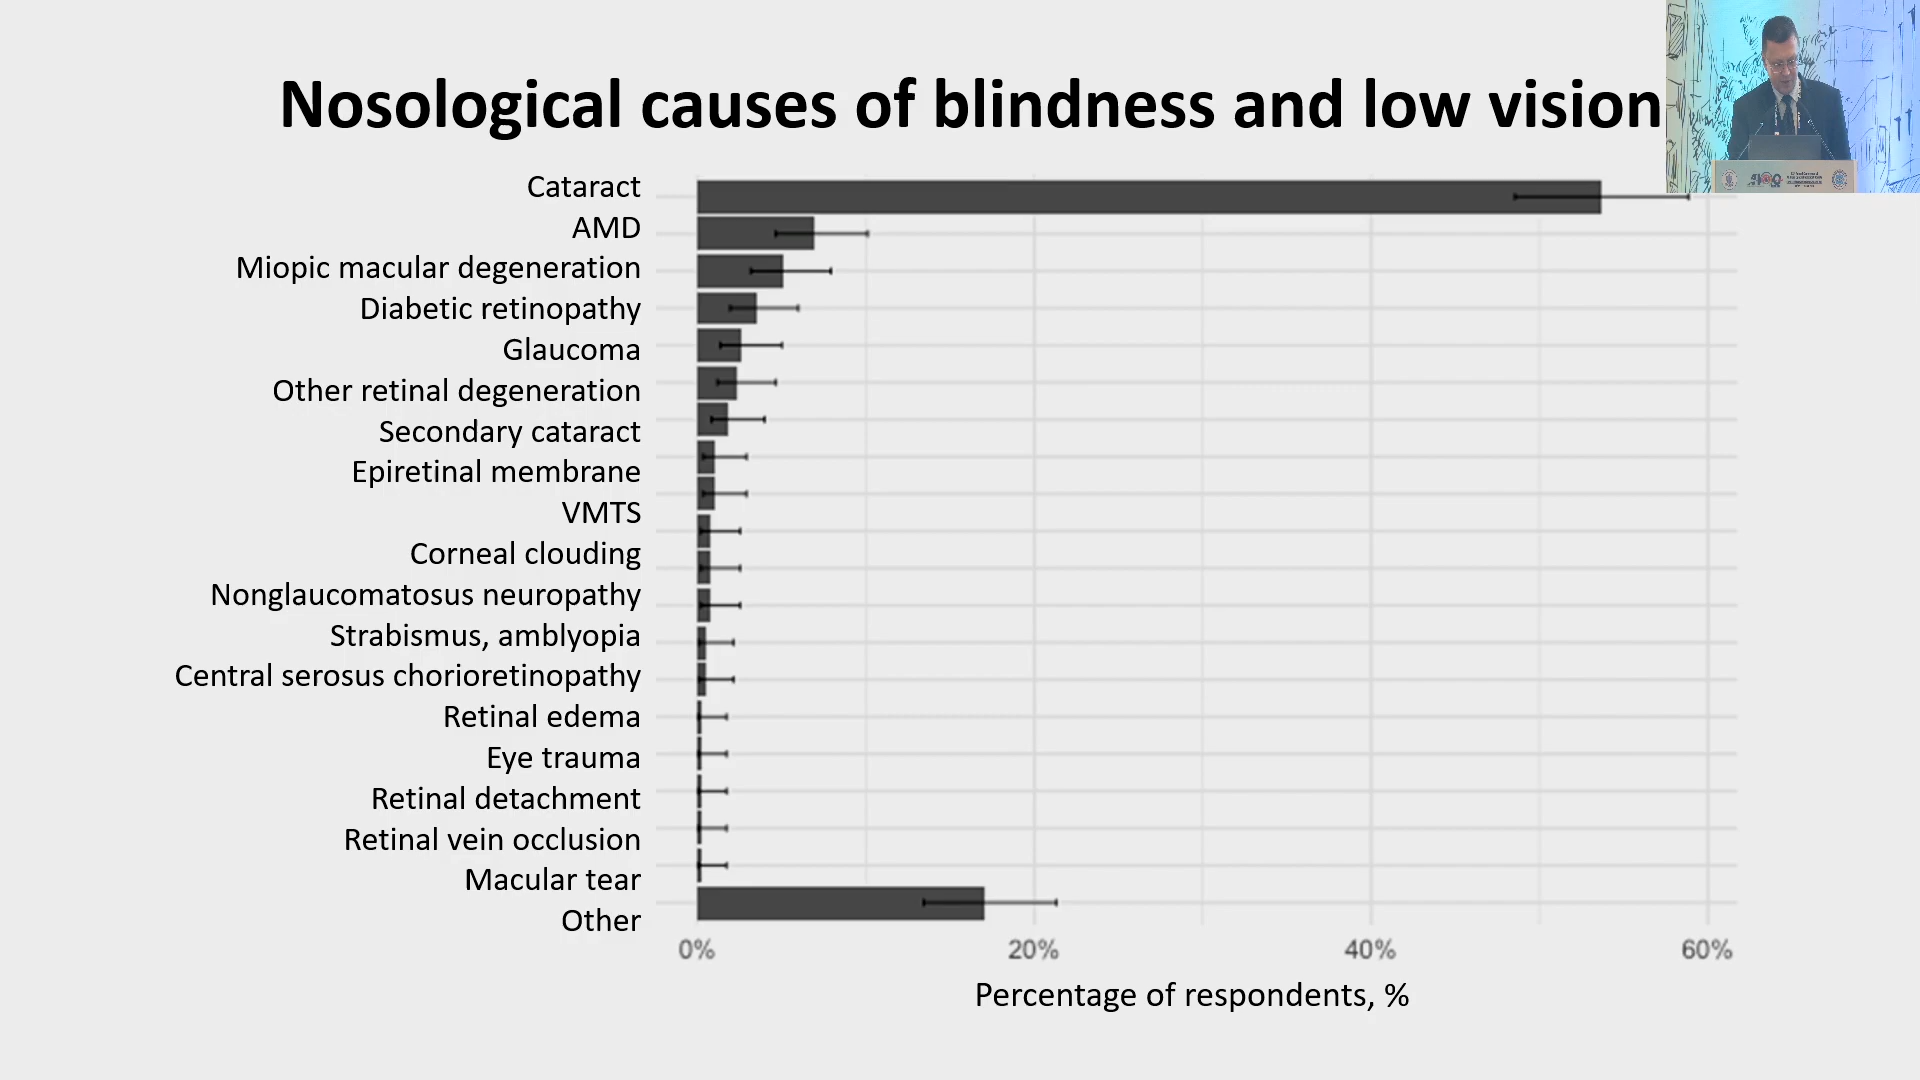 Nosological causes of blindness and low vision
Cataract
AMD
Miopic macular degeneration
Diabetic retinopathy
Glaucoma
Other retinal degeneration
Secondary cataract
Epiretinal membrane
VMTS
Corneal clouding
Nonglaucomatosus neuropathy
Strabismus, amblyopia
Central serosus chorioretinopathy
Retinal edema
Eye trauma
Retinal detachment
Retinal vein occlusion
Macular tear
Other
0% 20% 40% 60%
Percentage of respondents, %